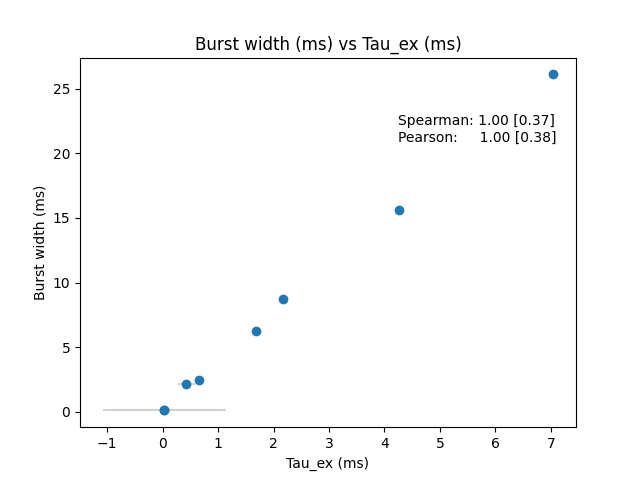 Burst width (ms) vs Tau_ex (ms)
Spearman: 1.00 [0.37]
Pearson: 1.00 [0.38]
25
20
15
10
5
0
Burst width (ms)
−1 0 1 2 3 4 5 6 7
Tau_ex (ms)